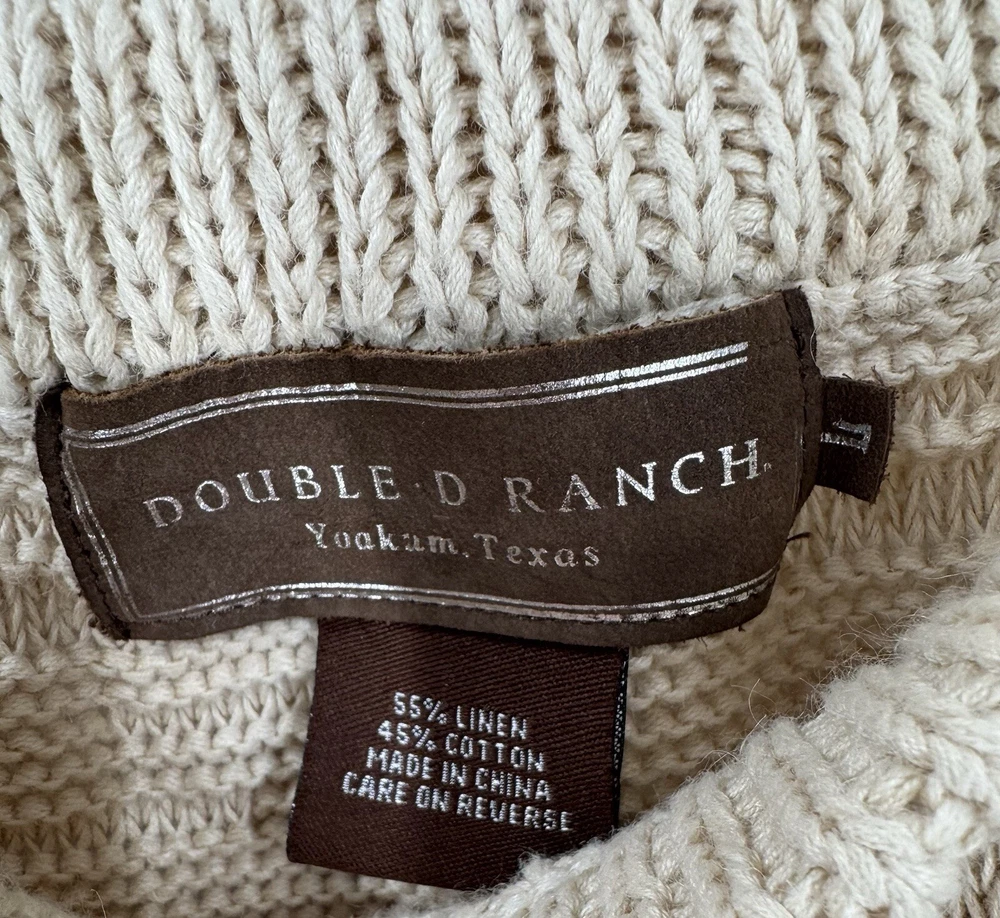 DOUBLE D RANCH.
Yoakum, Texas
55% LINEN
45% COTTON
MADE IN CHINA
CARE ON REVERSE